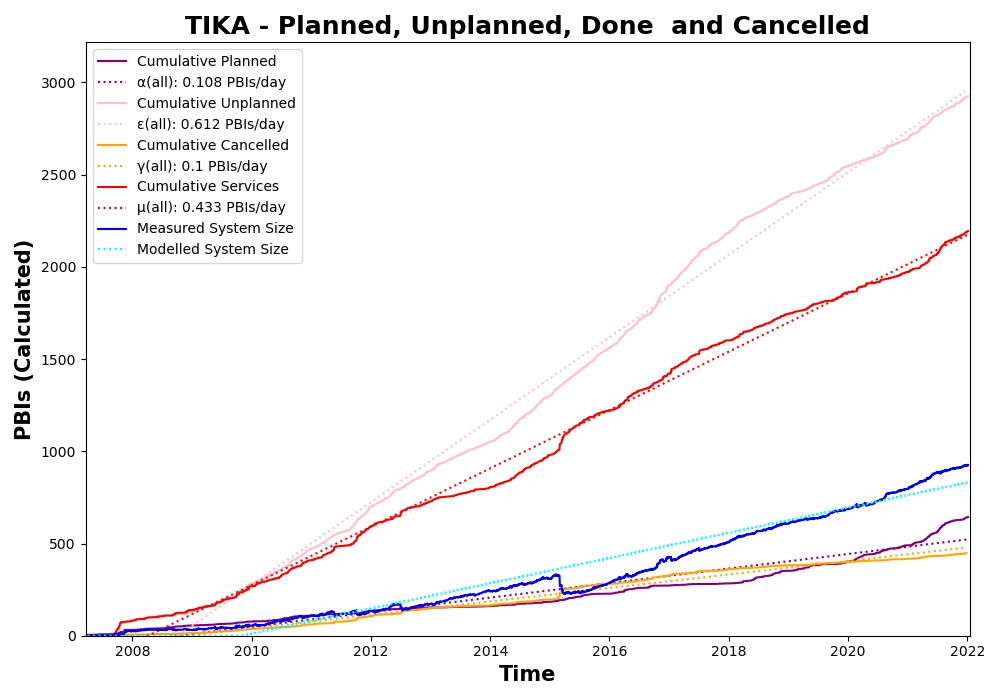 TIKA - Planned, Unplanned, Done  and Cancelled
Cumulative Planned
α(all): 0.108 PBIs/day
Cumulative Unplanned
ε(all): 0.612 PBIs/day
Cumulative Cancelled
γ(all): 0.1 PBIs/day
Cumulative Services
μ(all): 0.433 PBIs/day
Measured System Size
Modelled System Size
PBIs (Calculated)
3000
2500
2000
1500
1000
500
0
2008 2010 2012 2014 2016 2018 2020 2022
Time